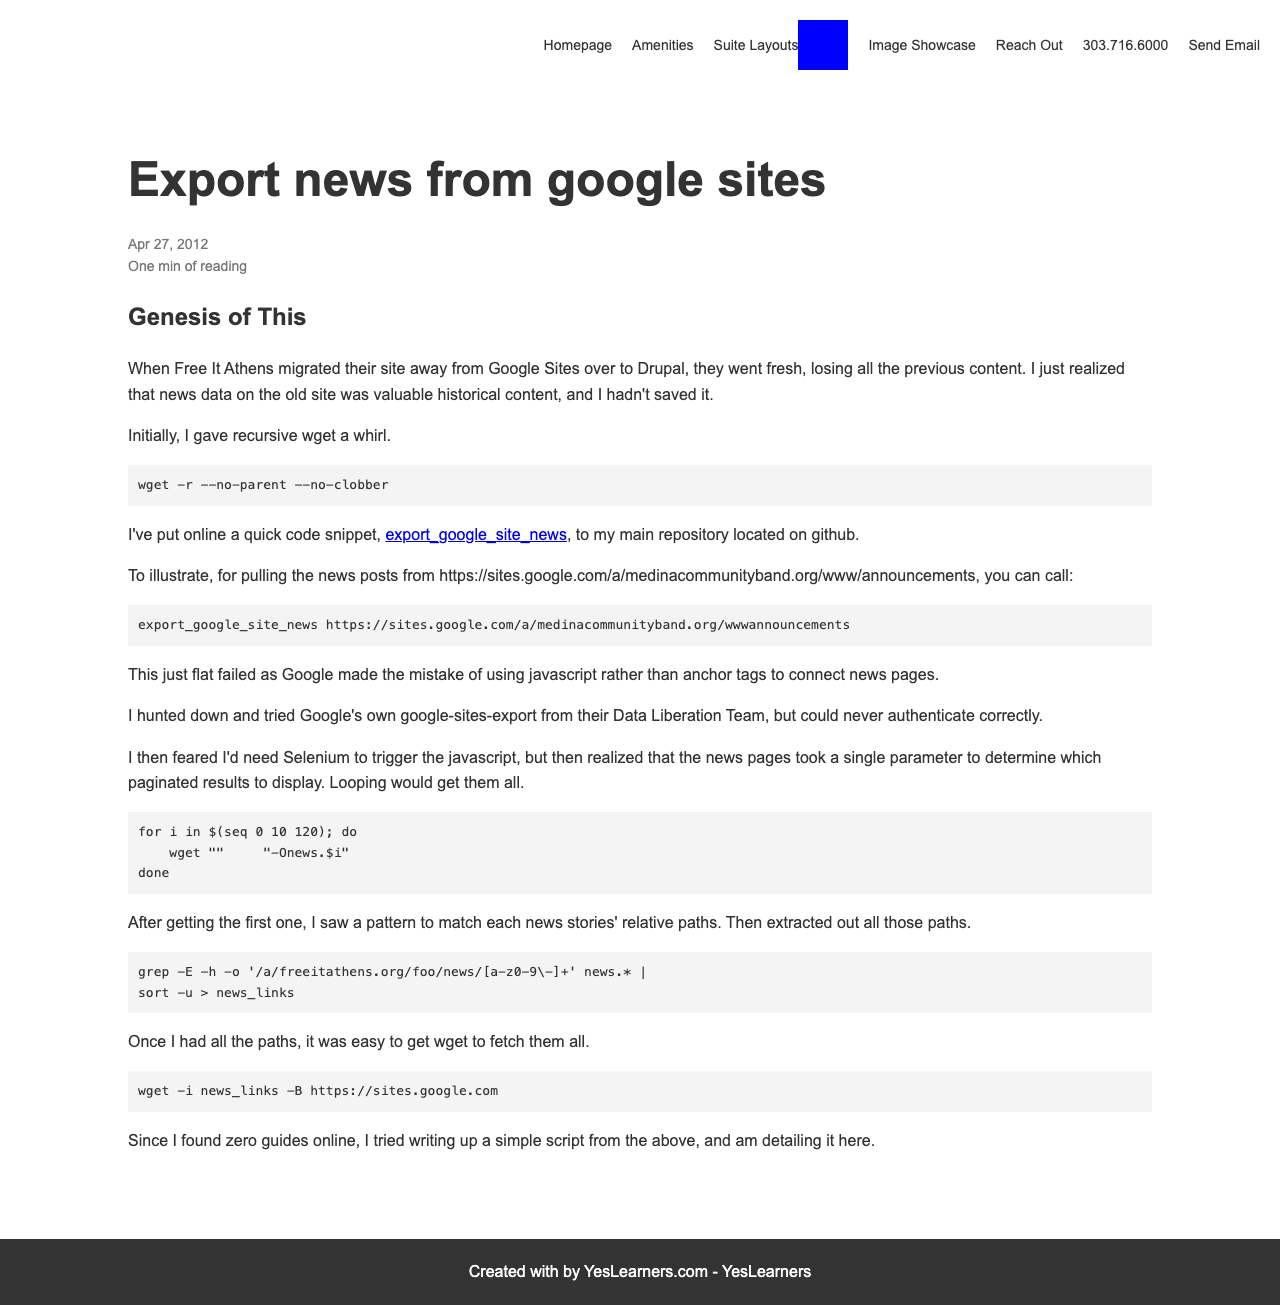 Homepage Amenities Suite Layouts Image Showcase Reach Out 303.716.6000 Send Email
Export news from google sites
Apr 27, 2012
One min of reading
Genesis of This
When Free It Athens migrated their site away from Google Sites over to Drupal, they went fresh, losing all the previous content. I just realized
that news data on the old site was valuable historical content, and I hadn't saved it.
Initially, I gave recursive wget a whirl.
wget -r --no-parent --no-clobber
I've put online a quick code snippet, export_google_site_news, to my main repository located on github.
To illustrate, for pulling the news posts from https://sites.google.com/a/medinacommunityband.org/www/announcements, you can call:
export_google_site_news https://sites.google.com/a/medinacommunityband.org/wwwannouncements
This just flat failed as Google made the mistake of using javascript rather than anchor tags to connect news pages.
I hunted down and tried Google's own google-sites-export from their Data Liberation Team, but could never authenticate correctly.
I then feared I'd need Selenium to trigger the javascript, but then realized that the news pages took a single parameter to determine which
paginated results to display. Looping would get them all.
for i in $(seq 0 10 120); do
    wget ""     "-Onews.$i"
done
After getting the first one, I saw a pattern to match each news stories' relative paths. Then extracted out all those paths.
grep -E -h -o '/a/freeitathens.org/foo/news/[a-z0-9\-]+' news.* |
sort -u > news_links
Once I had all the paths, it was easy to get wget to fetch them all.
wget -i news_links -B https://sites.google.com
Since I found zero guides online, I tried writing up a simple script from the above, and am detailing it here.
Created with by YesLearners.com - YesLearners